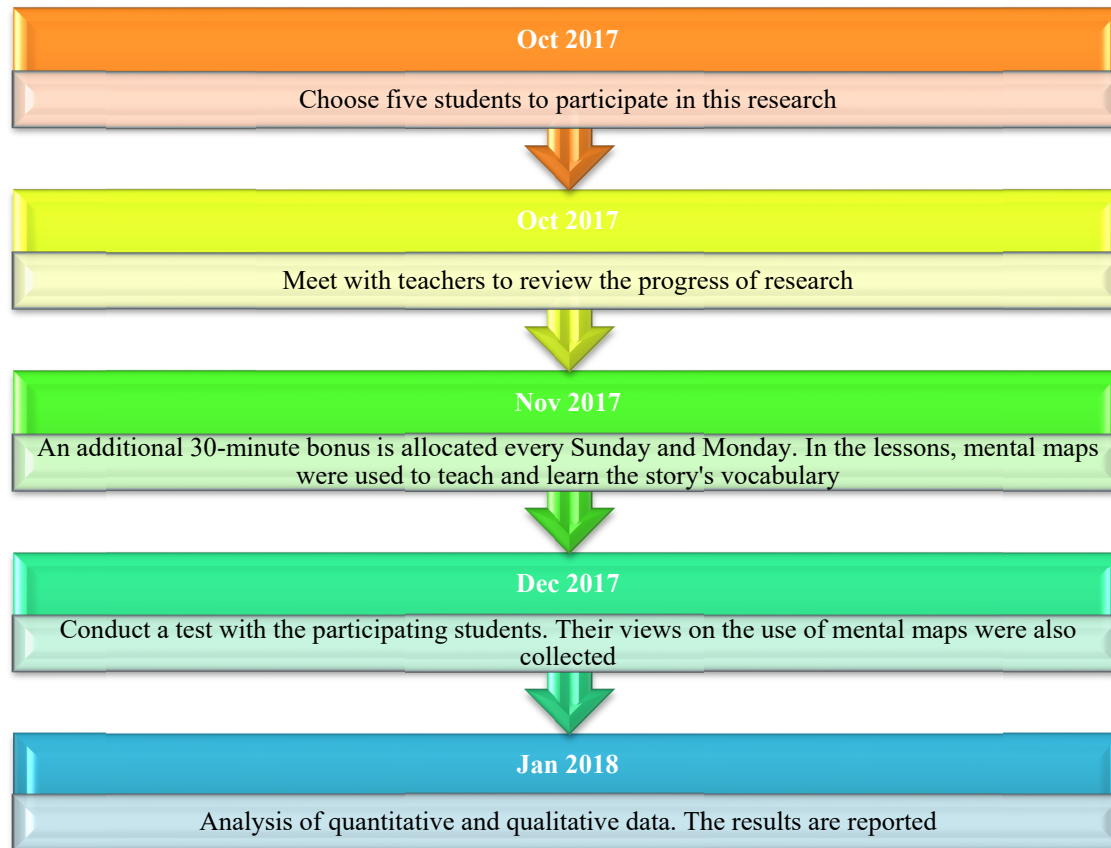 Oct 2017
Choose five students to participate in this research
Oct 2017
Meet with teachers to review the progress of research
Nov 2017
An additional 30-minute bonus is allocated every Sunday and Monday. In the lessons, mental maps
were used to teach and learn the story's vocabulary
Dec 2017
Conduct a test with the participating students. Their views on the use of mental maps were also
collected
Jan 2018
Analysis of quantitative and qualitative data. The results are reported